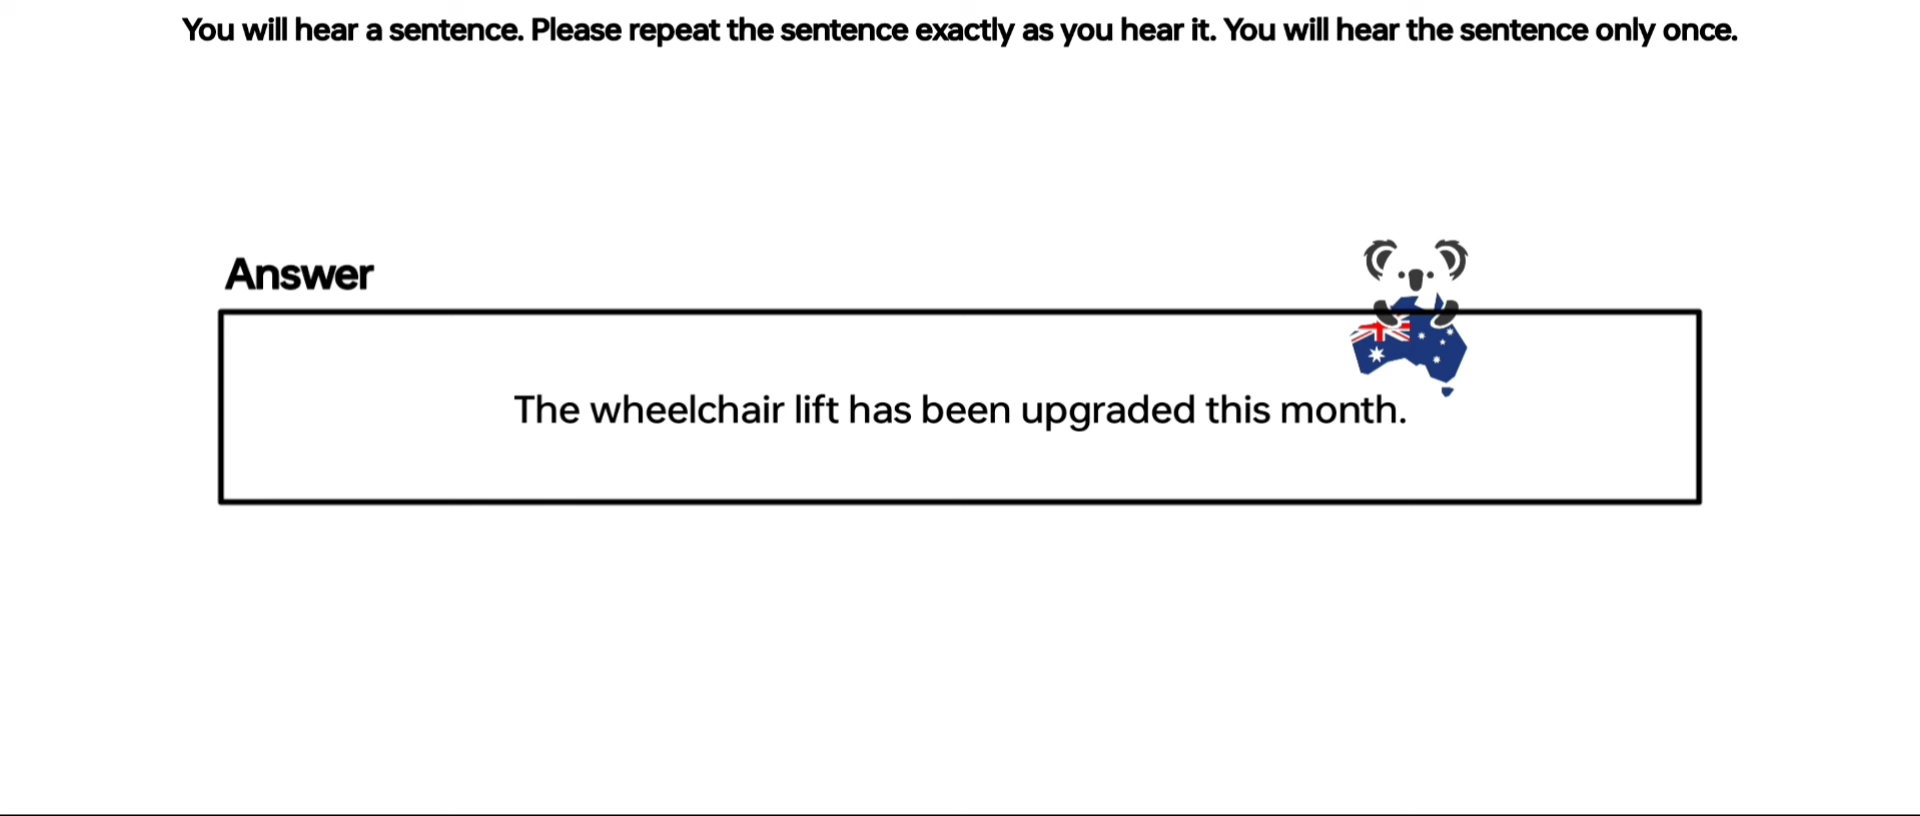 You will hear a sentence. Please repeat the sentence exactly as you hear it. You will hear the sentence only once.
Answer
The wheelchair lift has been upgraded this month.